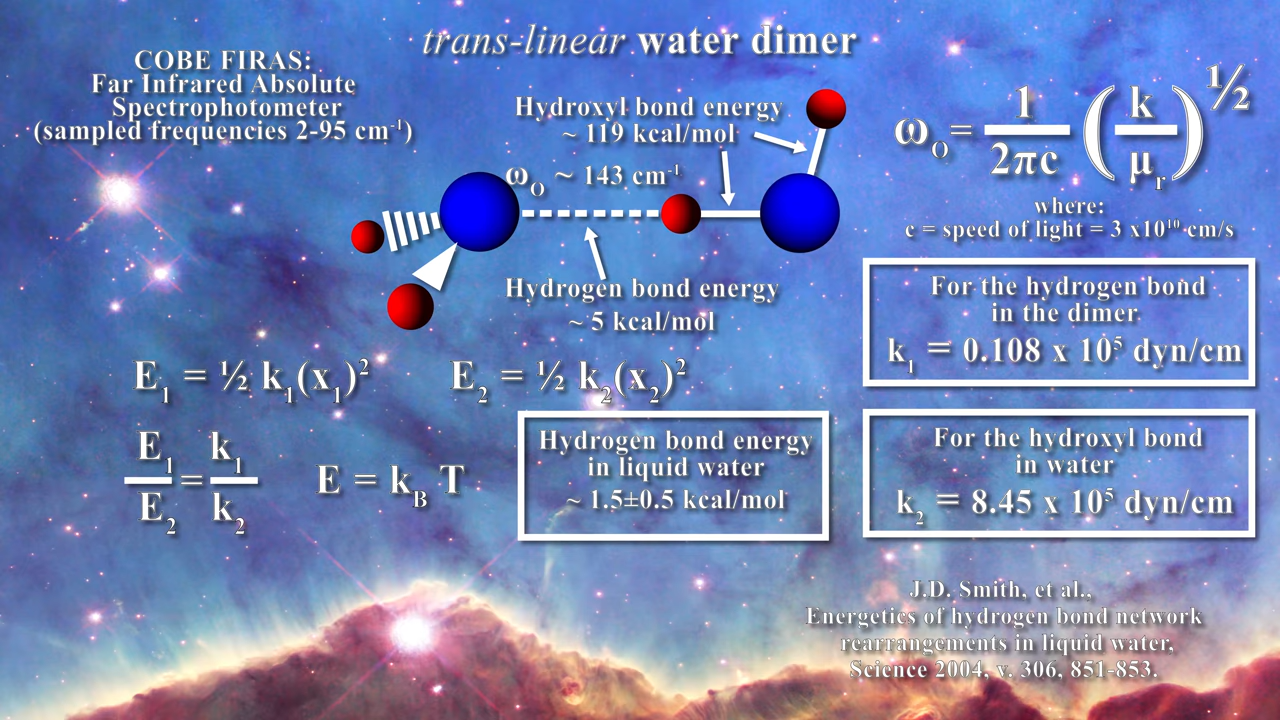 trans-linear water dimer
COBE FIRAS:
Far Infrared Absolute
Spectrophotometer
(sampled frequencies 2-95 cm⁻¹)
Hydroxyl bond energy
~ 119 kcal/mol
ω₀ ~ 143 cm⁻¹
Hydrogen bond energy
~ 5 kcal/mol
ω₀ = 1/2πc (k/μᵣ)^½
where:
c = speed of light = 3 x10¹⁰ cm/s
For the hydrogen bond
in the dimer
k₁ = 0.108 x 10⁵ dyn/cm
E₁ = ½ k₁(x₁)²
E₂ = ½ k₂(x₂)²
E₁/E₂ = k₁/k₂
E = k_B T
Hydrogen bond energy
in liquid water
~ 1.5±0.5 kcal/mol
For the hydroxyl bond
in water
k₂ = 8.45 x 10⁵ dyn/cm
J.D. Smith, et al.,
Energetics of hydrogen bond network
rearrangements in liquid water,
Science 2004, v. 306, 851-853.